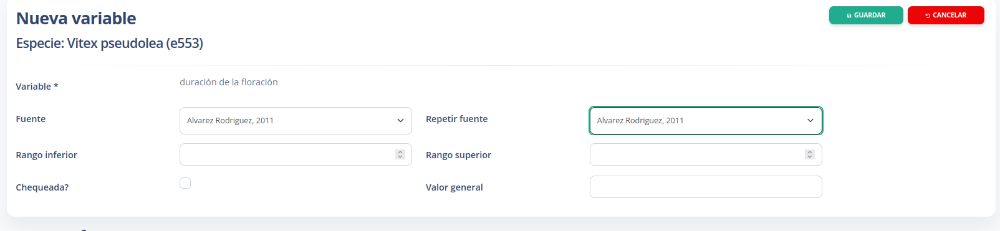 Nueva variable
GUARDAR
CANCELAR
Especie: Vitex pseudolea (e553)
Variable *
duración de la floración
Fuente
Alvarez Rodriguez, 2011
Repetir fuente
Alvarez Rodriguez, 2011
Rango inferior
Rango superior
Chequeada?
Valor general